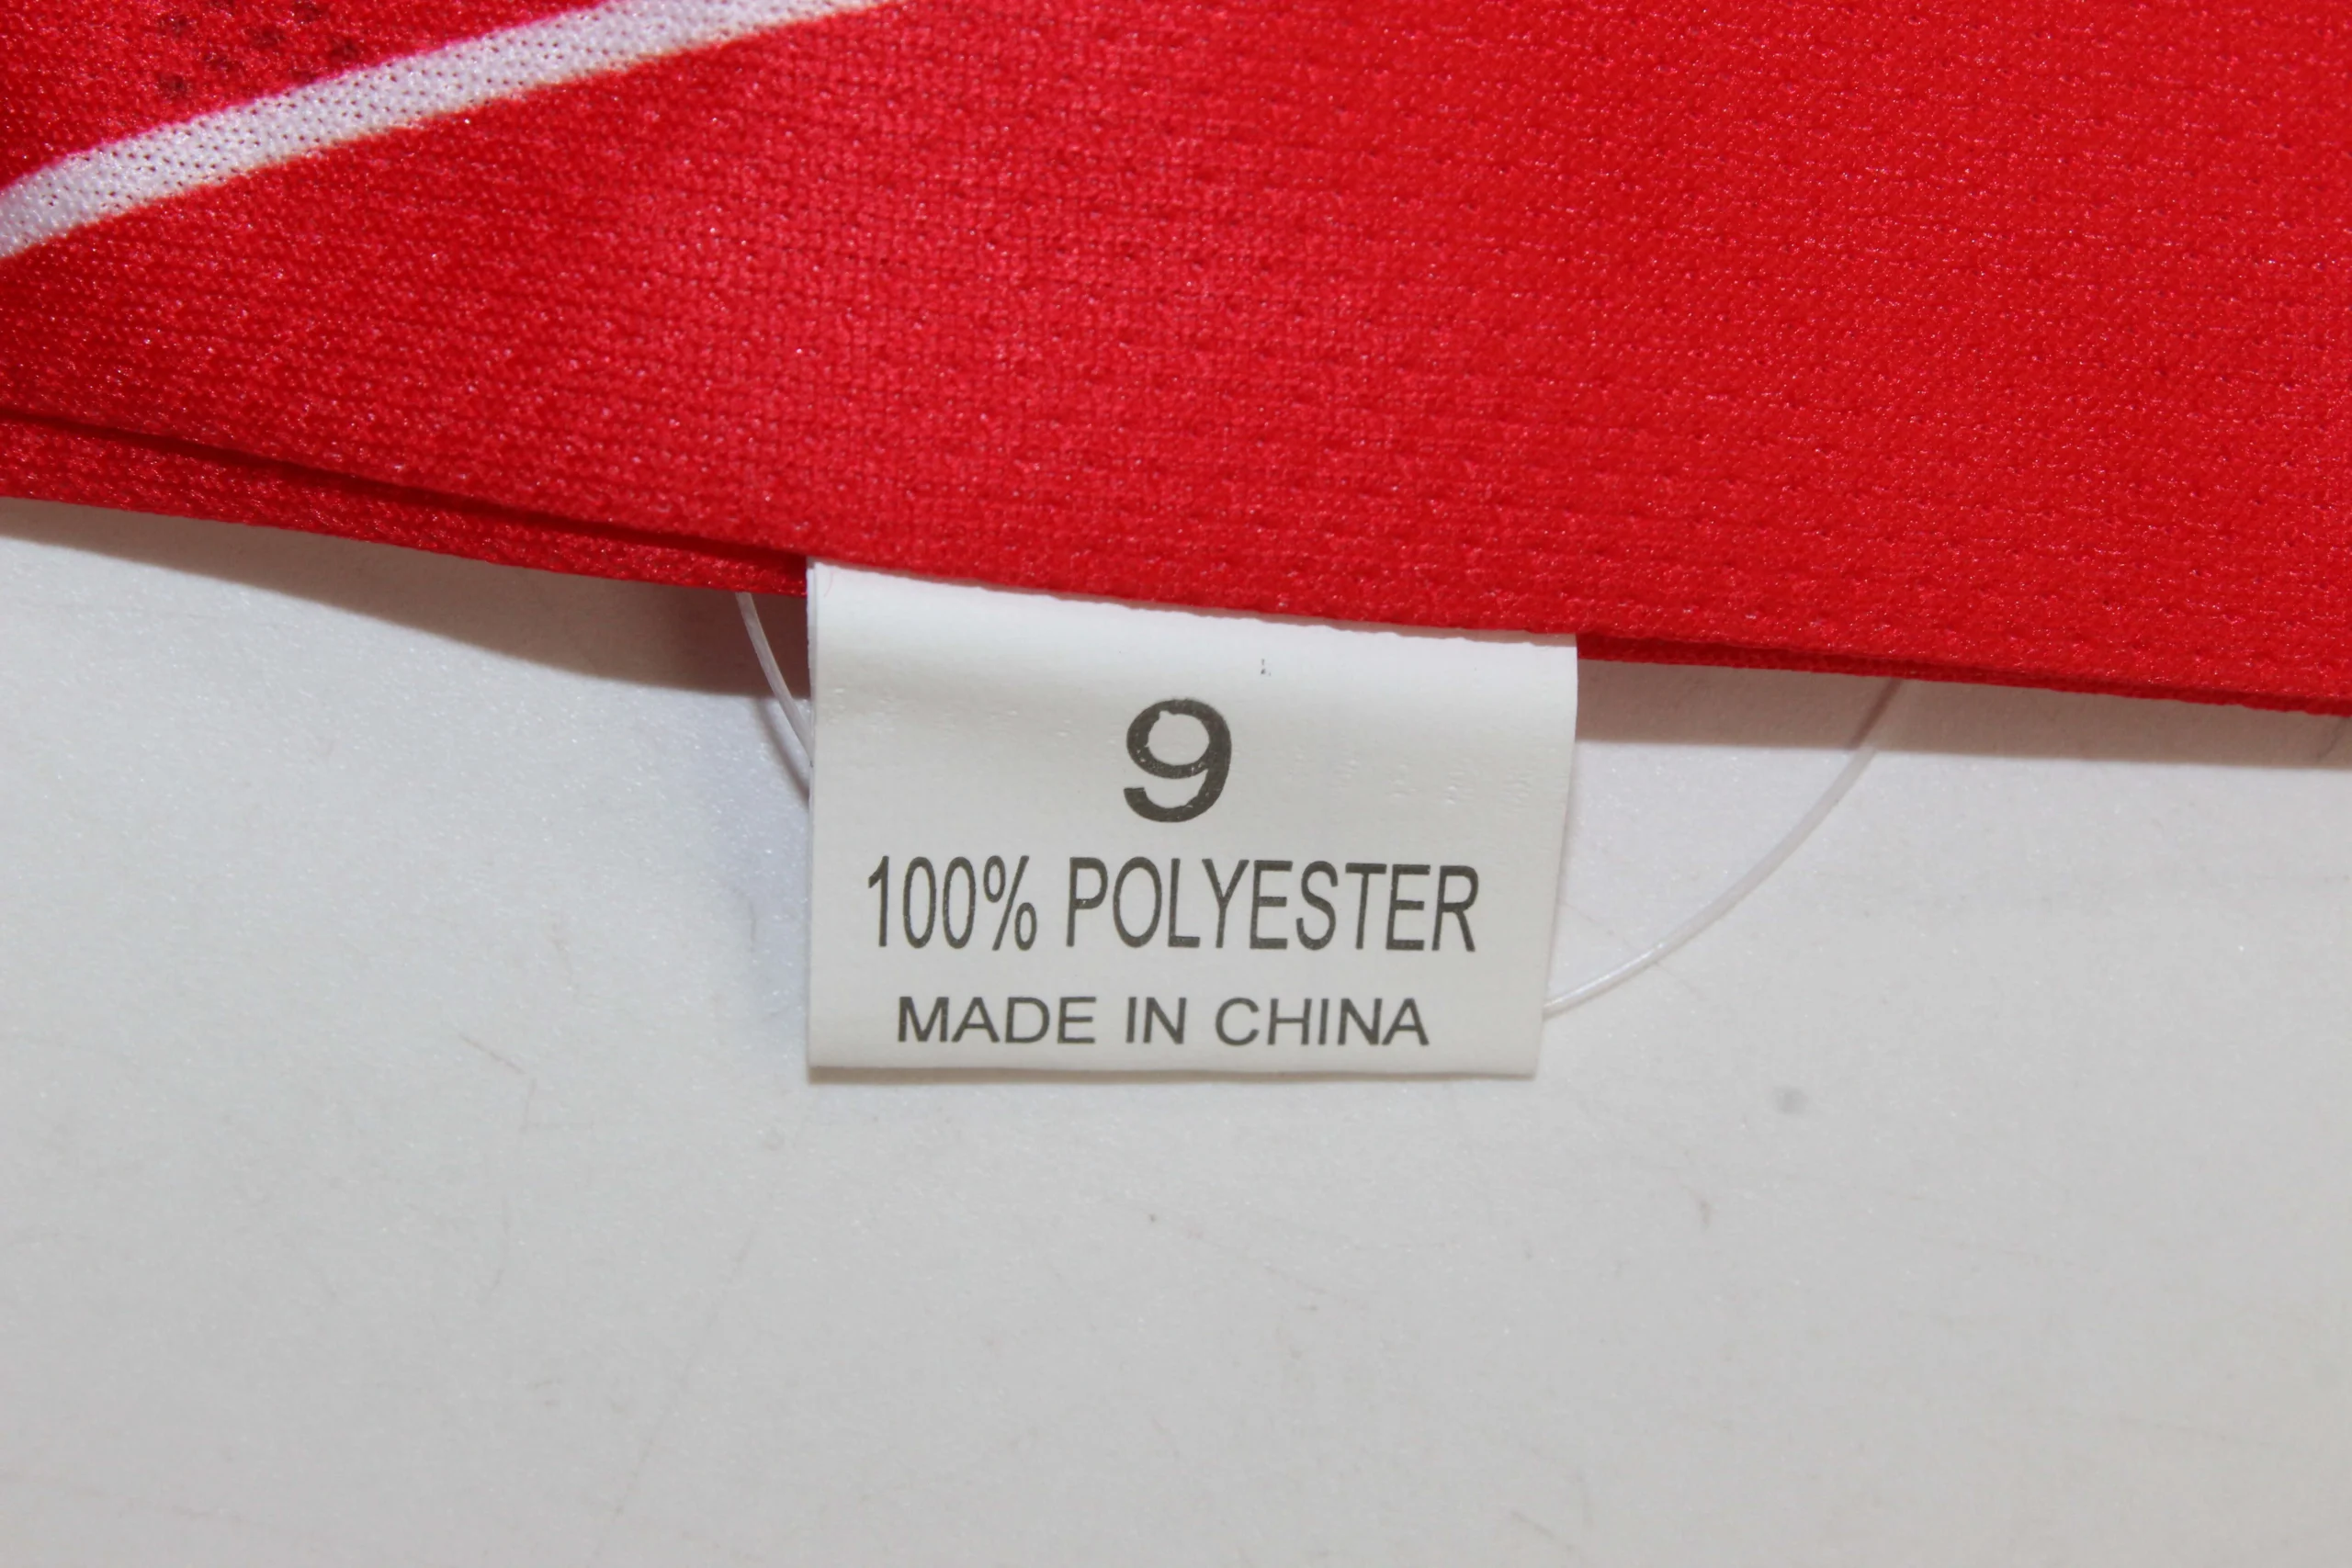 9
100% POLYESTER
MADE IN CHINA